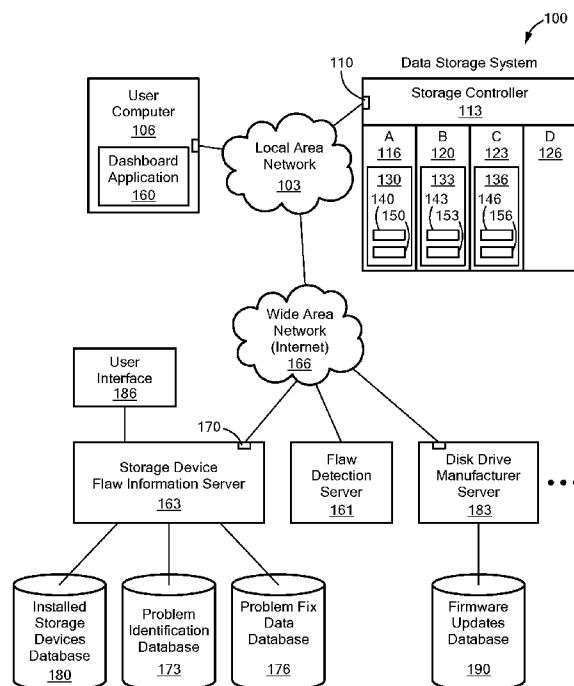 100
Data Storage System
110
Storage Controller
113
A
116
B
120
C
123
D
126
130
133
136
140
150
143
153
146
156
User
Computer
106
Dashboard
Application
160
Local Area
Network
103
Wide Area
Network
(Internet)
166
User
Interface
186
170
Storage Device
Flaw Information Server
163
Flaw
Detection
Server
161
Disk Drive
Manufacturer
Server
183
Installed
Storage
Devices
Database
180
Problem
Identification
Database
173
Problem Fix
Data
Database
176
Firmware
Updates
Database
190